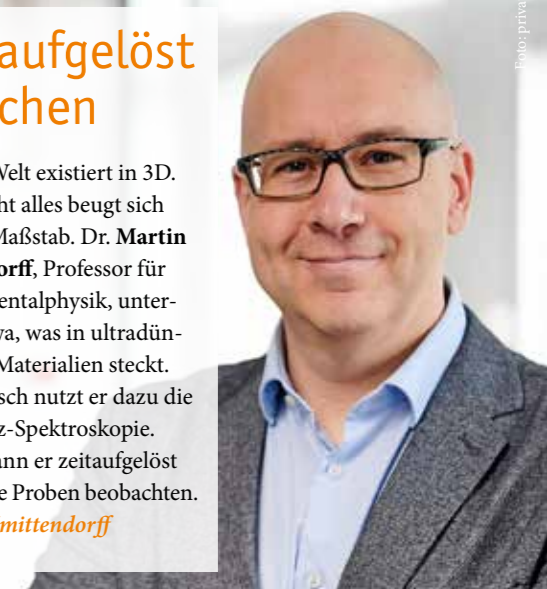 aufgelöst
chen
Welt existiert in 3D.
ht alles beugt sich
Maßstab. Dr. Martin
orff, Professor für
entalphysik, unter-
va, was in ultradün-
Materialien steckt.
sch nutzt er dazu die
z-Spektroskopie.
ann er zeitaufgelöst
e Proben beobachten.
mittendorff
Foto: priva